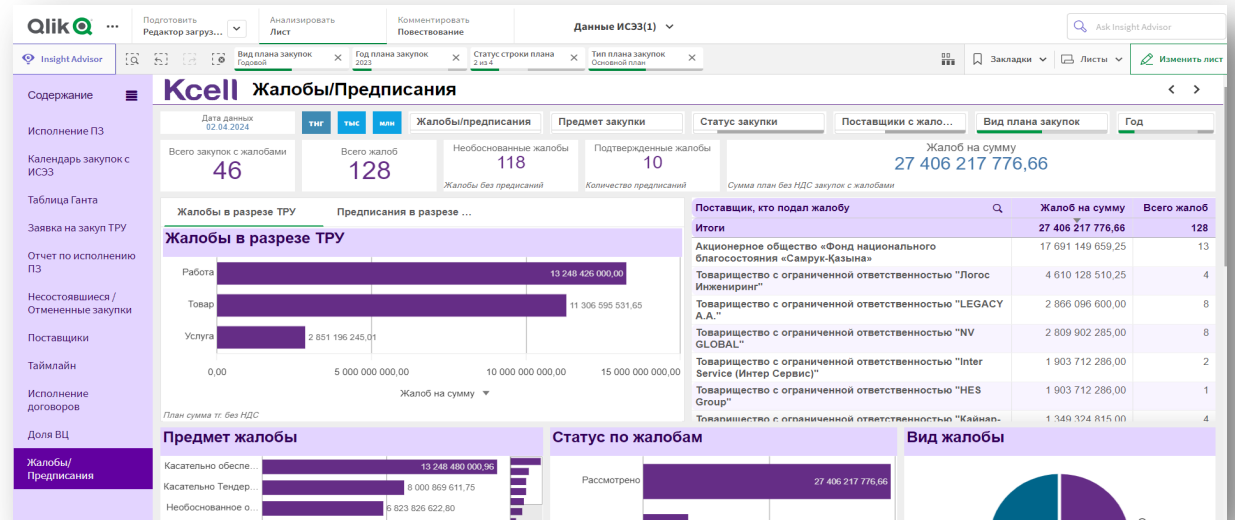 Qlik
Подготовить
Редактор загруз...
Анализировать
Лист
Комментировать
Повествование
Данные ИСЭЗ(1)
Ask Insight Advisor
Insight Advisor
Вид плана закупок
Годовой
Год плана закупок
2023
Статус строки плана
2 из 4
Тип плана закупок
Основной план
Закладки
Листы
Изменить лист
Содержание
Исполнение ПЗ
Календарь закупок с
ИСЭЗ
Таблица Ганта
Заявка на закуп ТРУ
Отчет по исполнению
ПЗ
Несостоявшиеся /
Отмененные закупки
Поставщики
Таймлайн
Исполнение
договоров
Доля ВЦ
Жалобы/
Предписания
Kcell
Жалобы/Предписания
Дата данных
02.04.2024
тнг
тыс
млн
Жалобы/предписания
Предмет закупки
Статус закупки
Поставщики с жало...
Вид плана закупок
Год
Всего закупок с жалобами
46
Всего жалоб
128
Необоснованные жалобы
118
Жалобы без предисаний
Подтвержденные жалобы
10
Количество предписаний
Жалоб на сумму
27 406 217 776,66
Сумма план без НДС закупок с жалобами
Жалобы в разрезе ТРУ
Предписания в разрезе ...
Жалобы в разрезе ТРУ
Работа
13 248 426 000,00
Товар
11 306 595 531,65
Услуга
2 851 196 245,01
0,00
5 000 000 000,00
10 000 000 000,00
15 000 000 000,00
Жалоб на сумму
План сумма тг. без НДС
Поставщик, кто подал жалобу
Жалоб на сумму
Всего жалоб
Итоги
27 406 217 776,66
128
Акционерное общество «Фонд национального
благосостояния «Самрук-Қазына»
17 691 149 659,25
13
Товарищество с ограниченной ответственностью "Логос
Инжениринг"
4 610 128 510,25
4
Товарищество с ограниченной ответственностью "LEGACY
A.A."
2 866 096 600,00
8
Товарищество с ограниченной ответственностью "NV
GLOBAL"
2 809 902 285,00
8
Товарищество с ограниченной ответственностью "Inter
Service (Интер Сервис)"
1 903 712 286,00
2
Товарищество с ограниченной ответственностью "HES
Group"
1 903 712 286,00
1
Товарищество с ограниченной ответственностью "Кайнар-
1 349 324 815,00
4
Предмет жалобы
Касательно обеспе...
13 248 480 000,96
Касательно Тендер...
8 000 869 611,75
Необоснованное о...
6 823 826 622,80
Статус по жалобам
Рассмотрено
27 406 217 776,66
Вид жалобы